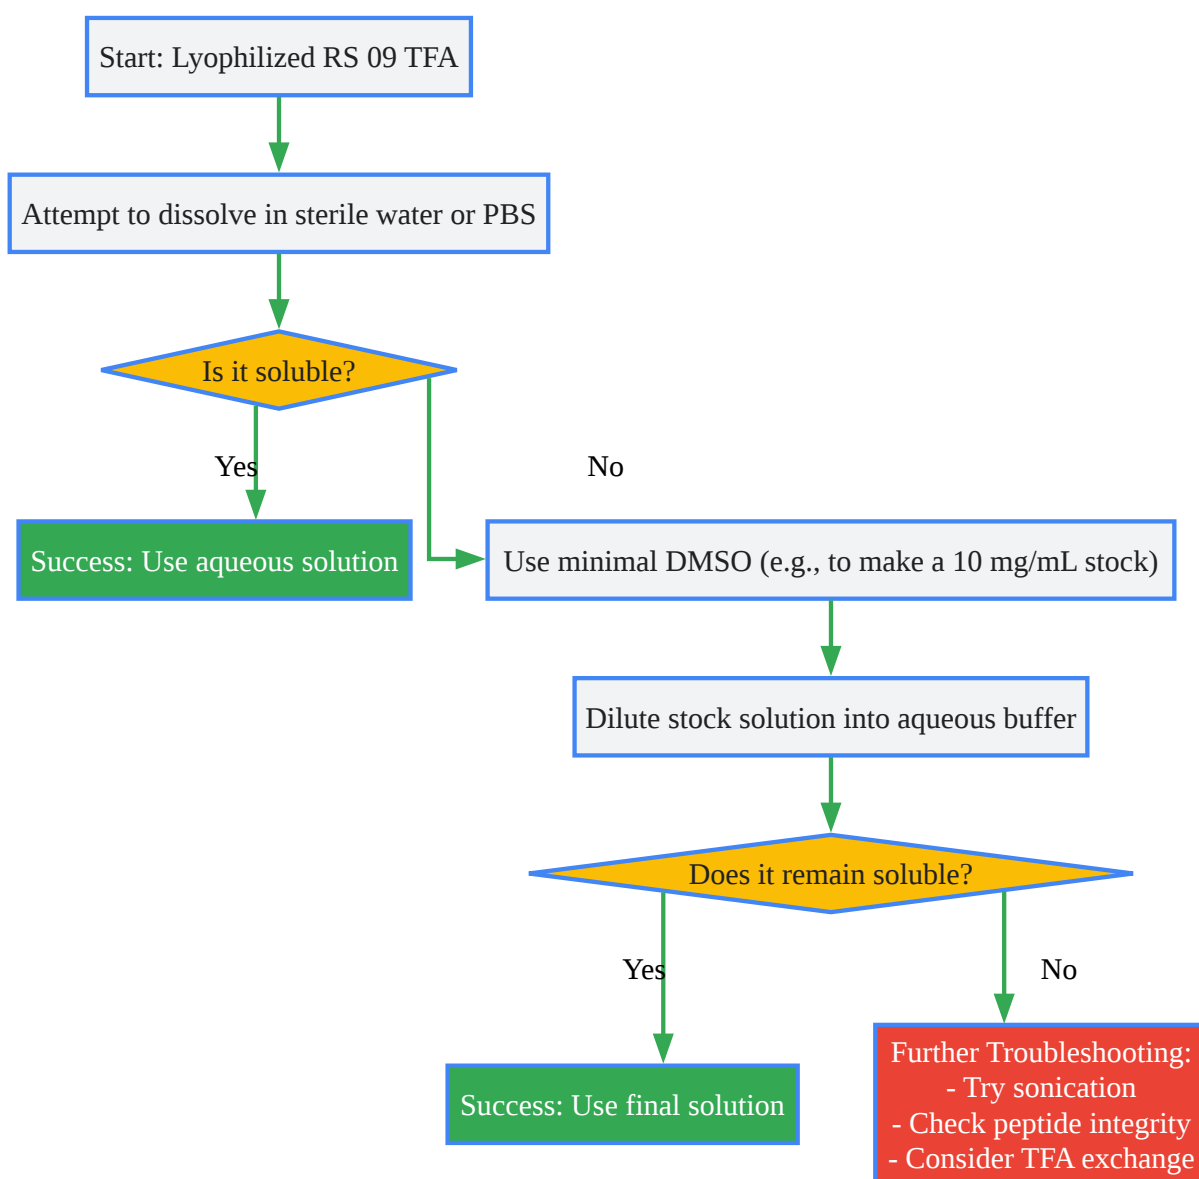 Start: Lyophilized RS 09 TFA
Attempt to dissolve in sterile water or PBS
Is it soluble?
Yes
No
Success: Use aqueous solution
Use minimal DMSO (e.g., to make a 10 mg/mL stock)
Dilute stock solution into aqueous buffer
Does it remain soluble?
Yes
No
Success: Use final solution
Further Troubleshooting:
- Try sonication
- Check peptide integrity
- Consider TFA exchange